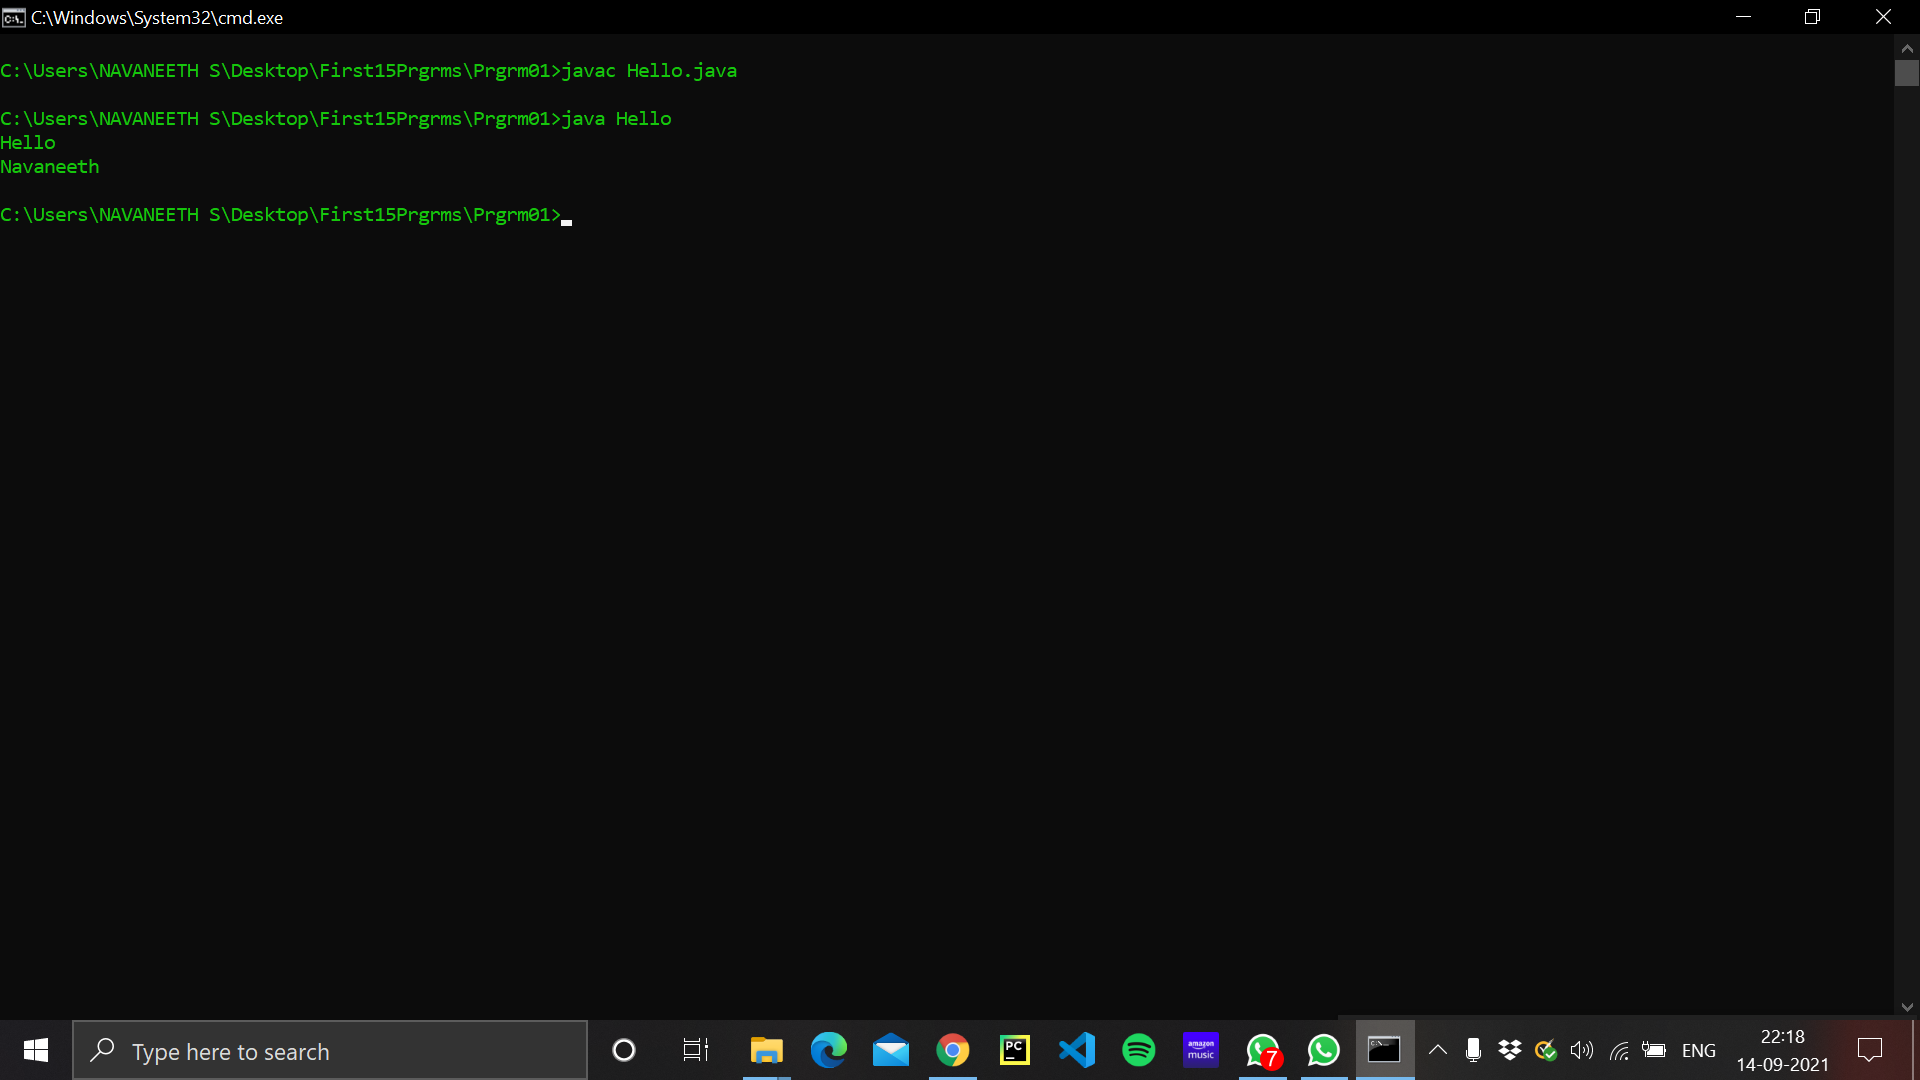 C:\Windows\System32\cmd.exe
C:\Users\NAVANEETH S\Desktop\First15Prgrms\Prgrm01>javac Hello.java
C:\Users\NAVANEETH S\Desktop\First15Prgrms\Prgrm01>java Hello
Hello
Navaneeth
C:\Users\NAVANEETH S\Desktop\First15Prgrms\Prgrm01>
Type here to search
PC
amazon
music
7
ENG
22:18
14-09-2021